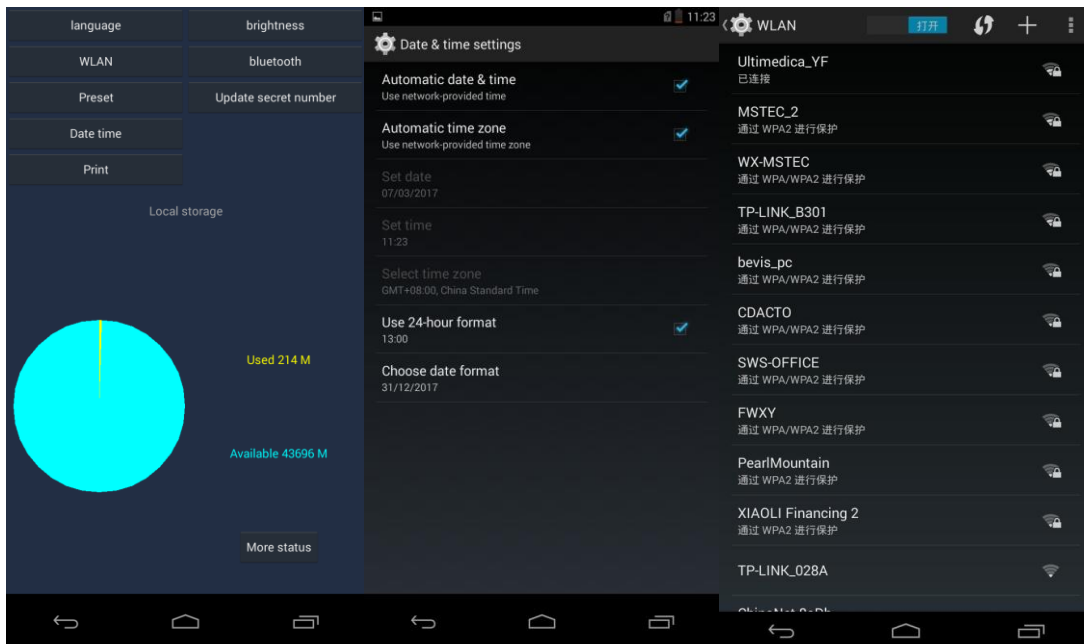 language
brightness
WLAN
bluetooth
Preset
Update secret number
Date time
Print
Local storage
Used 214 M
Available 43696 M
More status
11:23
Date & time settings
Automatic date & time
Use network-provided time
Automatic time zone
Use network-provided time zone
Set date
07/03/2017
Set time
11:23
Select time zone
GMT+08:00, China Standard Time
Use 24-hour format
13:00
Choose date format
31/12/2017
WLAN
打开
Ultimedica_YF
已连接
MSTEC_2
通过 WPA2 进行保护
WX-MSTEC
通过 WPA/WPA2 进行保护
TP-LINK_B301
通过 WPA/WPA2 进行保护
bevis_pc
通过 WPA/WPA2 进行保护
CDACTO
通过 WPA/WPA2 进行保护
SWS-OFFICE
通过 WPA/WPA2 进行保护
FWXY
通过 WPA/WPA2 进行保护
PearlMountain
通过 WPA2 进行保护
XIAOLI Financing 2
通过 WPA2 进行保护
TP-LINK_028A